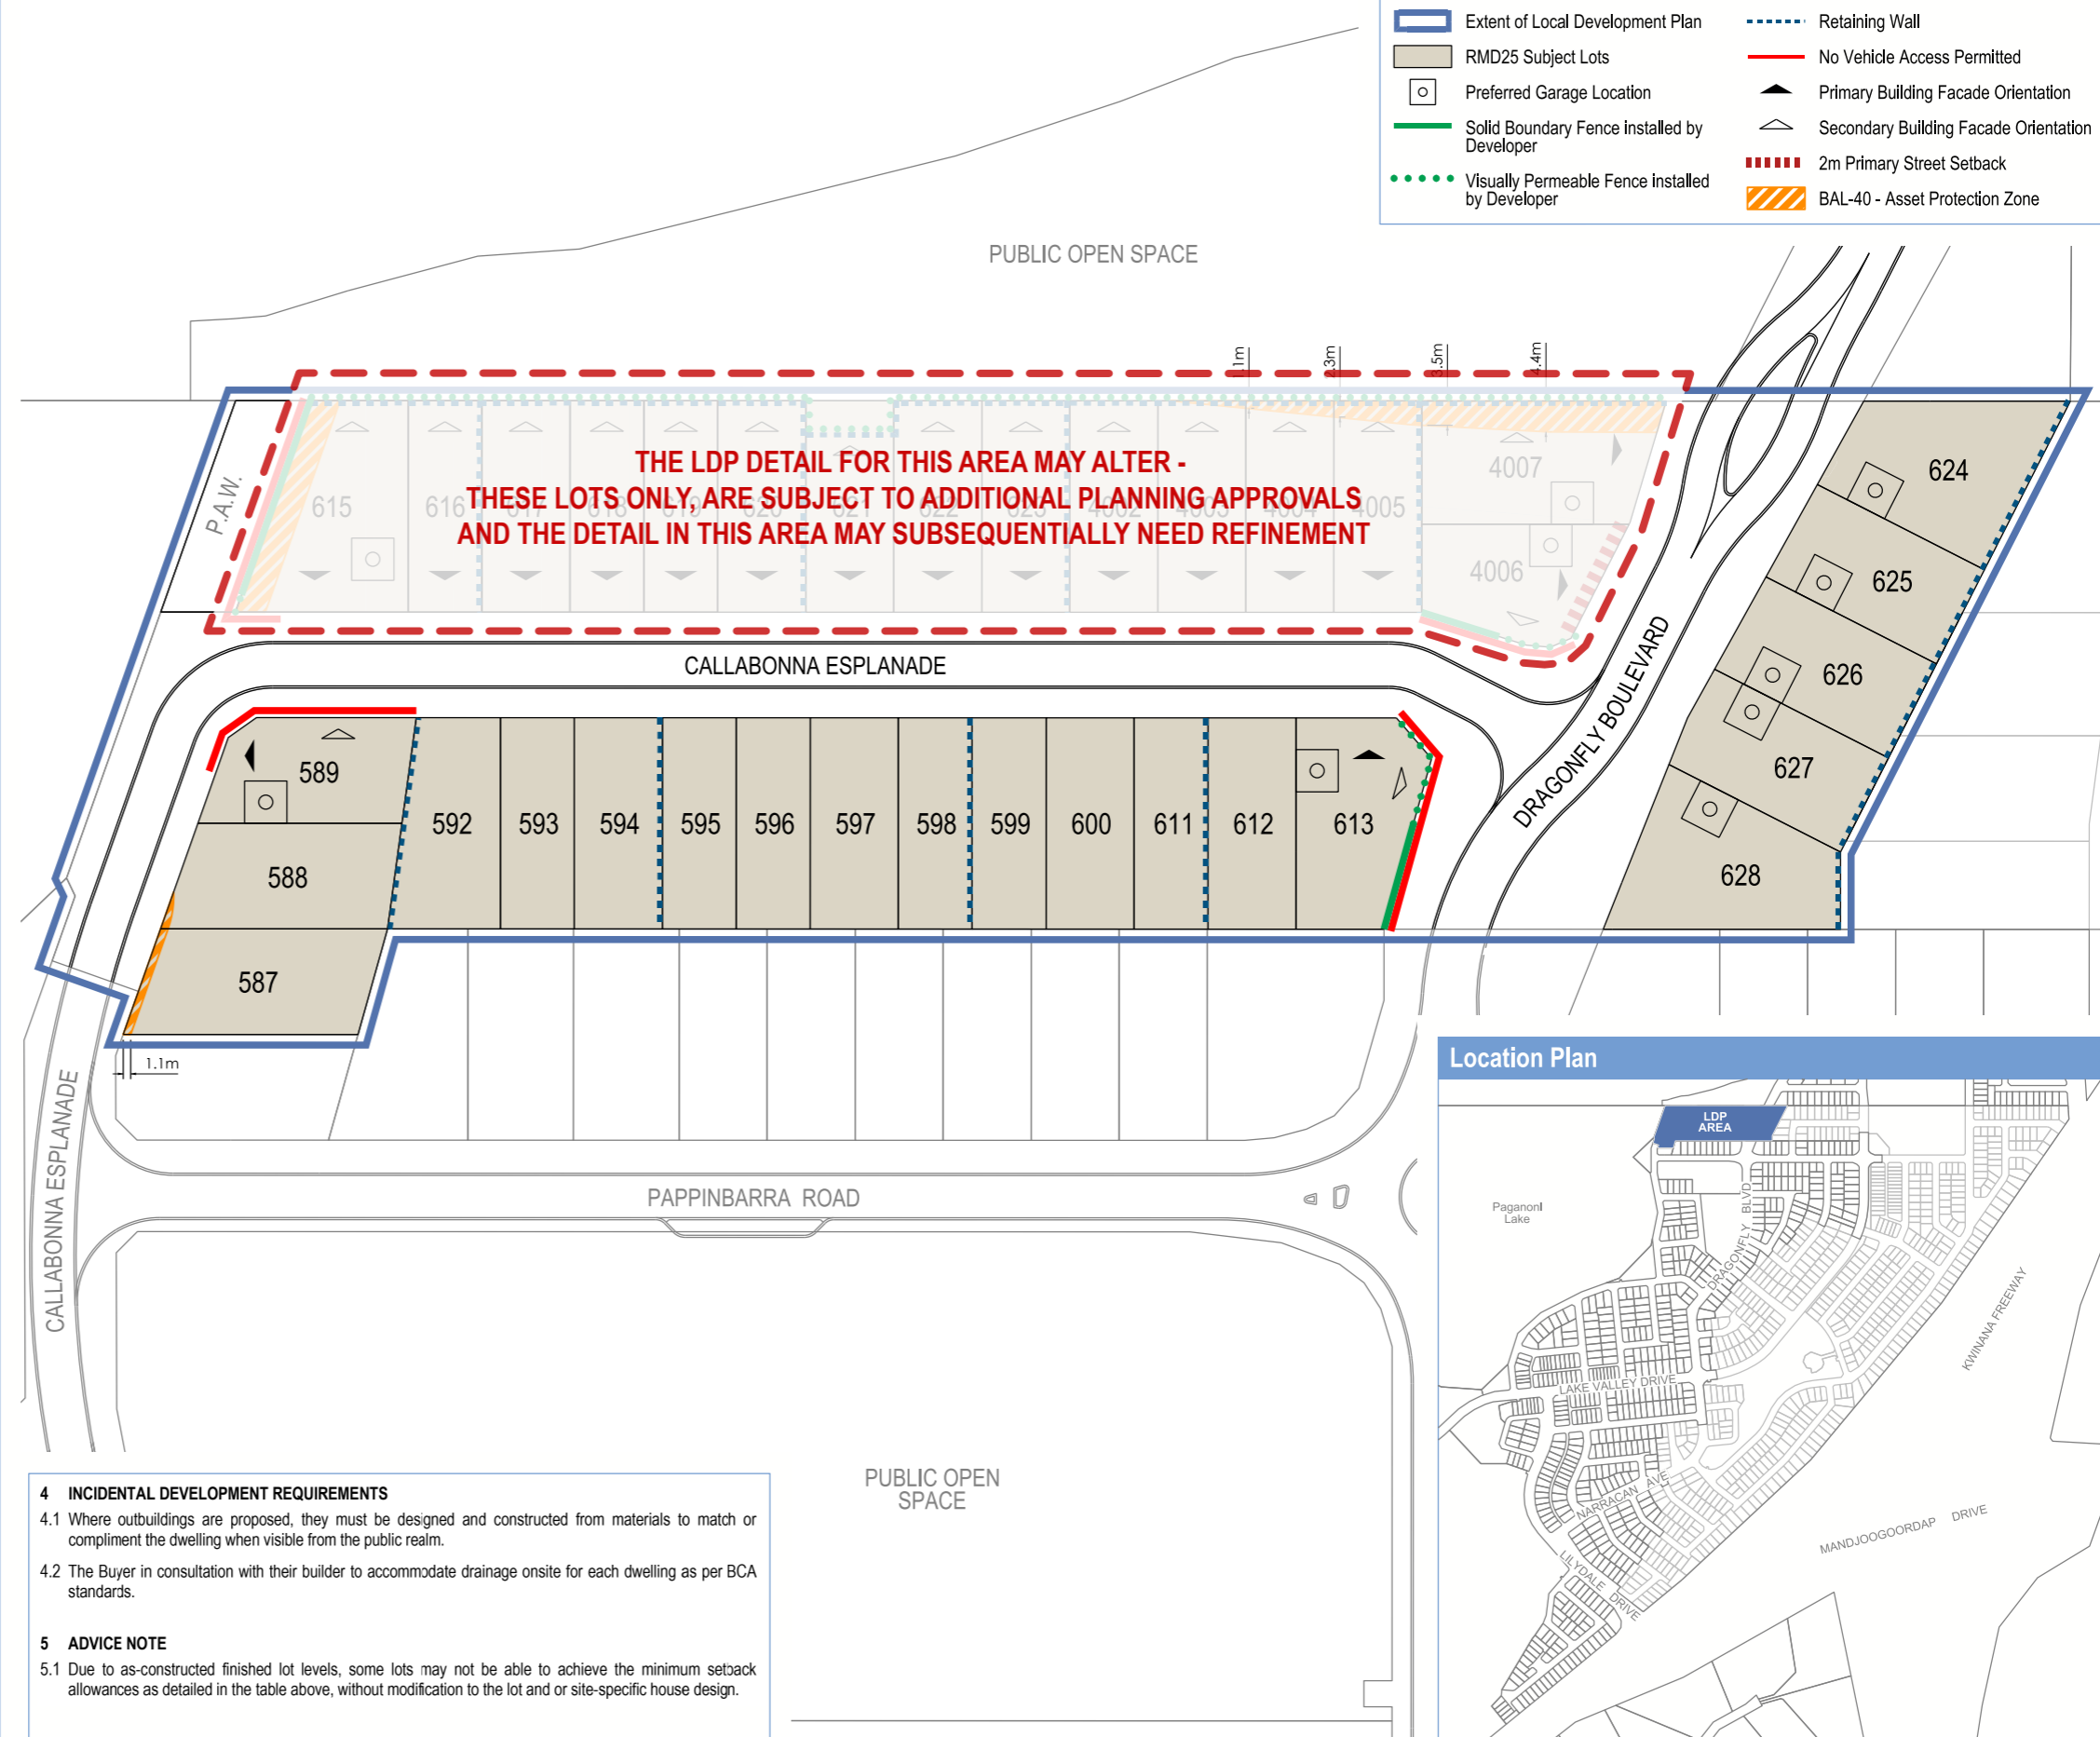 Extent of Local Development Plan
RMD25 Subject Lots
Preferred Garage Location
Solid Boundary Fence installed by
Developer
Visually Permeable Fence installed
by Developer
Retaining Wall
No Vehicle Access Permitted
Primary Building Facade Orientation
Secondary Building Facade Orientation
2m Primary Street Setback
BAL-40 - Asset Protection Zone
PUBLIC OPEN SPACE
1.1m
2.3m
3.5m
4.4m
P.A.W.
THE LDP DETAIL FOR THIS AREA MAY ALTER -
THESE LOTS ONLY, ARE SUBJECT TO ADDITIONAL PLANNING APPROVALS
AND THE DETAIL IN THIS AREA MAY SUBSEQUENTIALLY NEED REFINEMENT
615
616
617
618
619
620
621
622
623
4002
4003
4004
4005
4007
4006
624
625
626
627
628
CALLABONNA ESPLANADE
DRAGONFLY BOULEVARD
589
588
587
592
593
594
595
596
597
598
599
600
611
612
613
1.1m
CALLABONNA ESPLANADE
PAPPINBARRA ROAD
PUBLIC OPEN
SPACE
4 INCIDENTAL DEVELOPMENT REQUIREMENTS
4.1 Where outbuildings are proposed, they must be designed and constructed from materials to match or
compliment the dwelling when visible from the public realm.
4.2 The Buyer in consultation with their builder to accommodate drainage onsite for each dwelling as per BCA
standards.
5 ADVICE NOTE
5.1 Due to as-constructed finished lot levels, some lots may not be able to achieve the minimum setback
allowances as detailed in the table above, without modification to the lot and or site-specific house design.
Location Plan
LDP
AREA
Paganoni
Lake
DRAGONFLY BLVD
KWINANA FREEWAY
LAKE VALLEY DRIVE
NARRACAN AVE
LILYDALE DRIVE
MANDJOOGOORDAP DRIVE